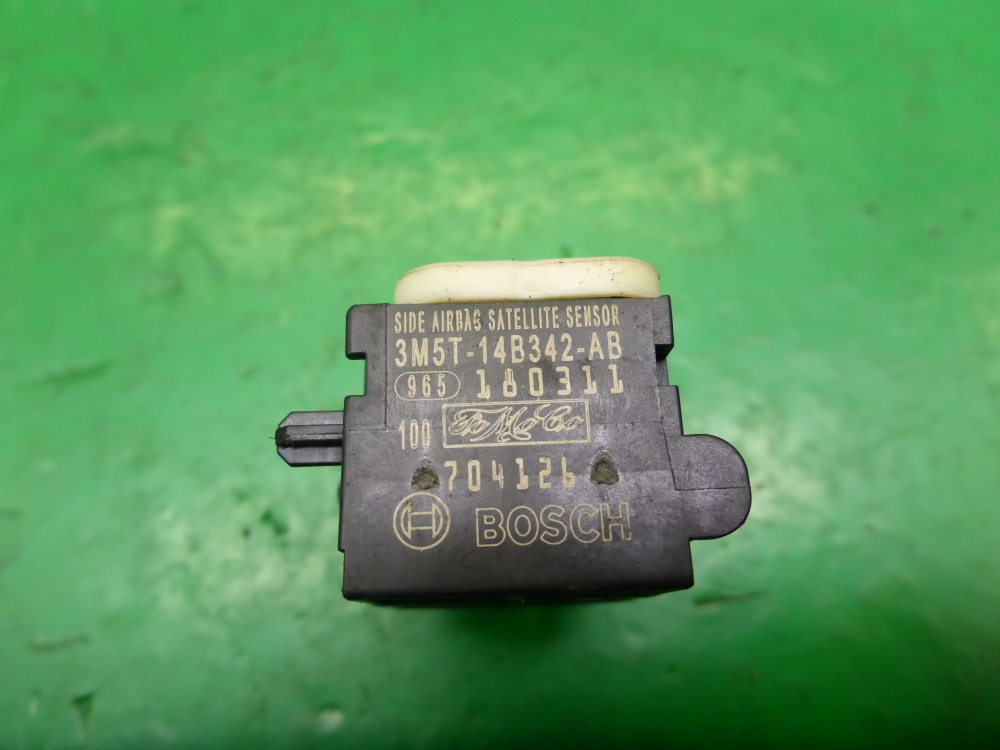 SIDE AIRBAG SATELLITE SENSOR
3M5T-14B342-AB
965 180311
100 FoMoCo
704126
BOSCH